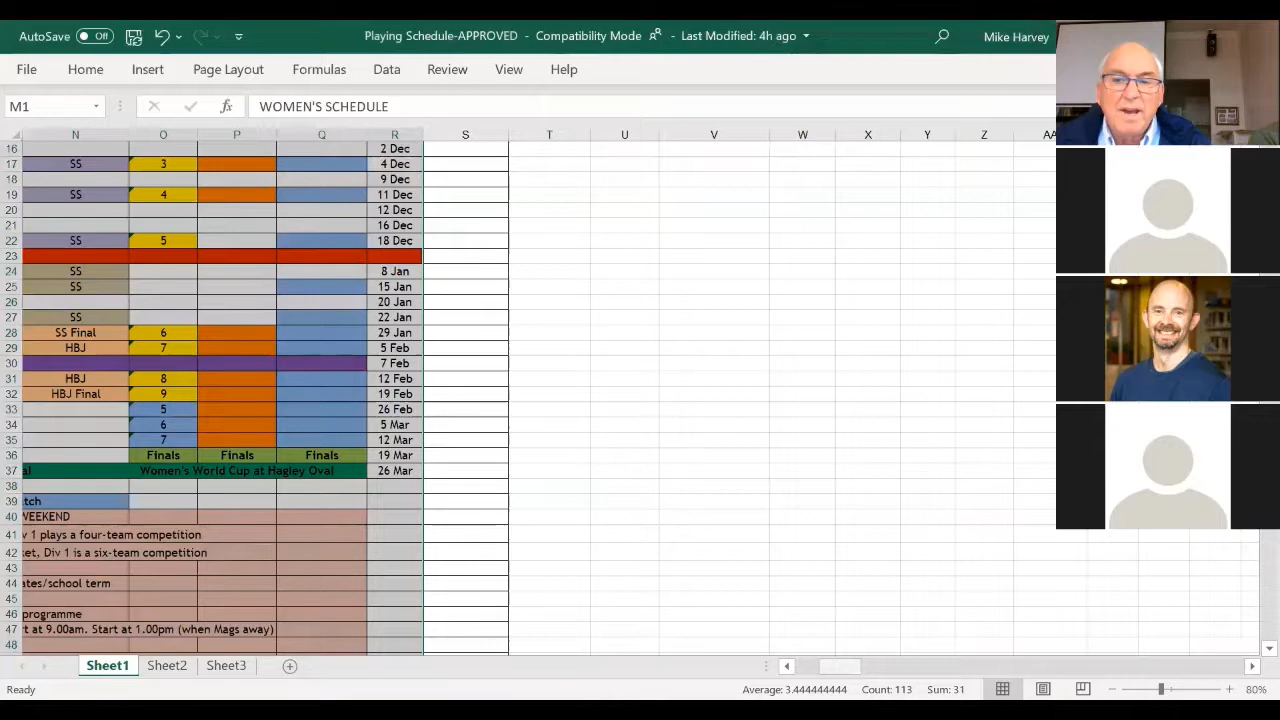 AutoSave Off Playing Schedule-APPROVED - Compatibility Mode Last Modified: 4h ago Mike Harvey
File Home Insert Page Layout Formulas Data Review View Help
M1 fx WOMEN'S SCHEDULE
N O P Q R S T U V W X Y Z AA
16 2 Dec
17 SS 3 4 Dec
18 9 Dec
19 SS 4 11 Dec
20 12 Dec
21 16 Dec
22 SS 5 18 Dec
23
24 SS 8 Jan
25 SS 15 Jan
26 20 Jan
27 SS 22 Jan
28 SS Final 6 29 Jan
29 HBJ 7 5 Feb
30 7 Feb
31 HBJ 8 12 Feb
32 HBJ Final 9 19 Feb
33 5 26 Feb
34 6 5 Mar
35 7 12 Mar
36 Finals Finals Finals 19 Mar
37 al Women's World Cup at Hagley Oval 26 Mar
38
39 tch
40 WEEKEND
41 v 1 plays a four-team competition
42 ket, Div 1 is a six-team competition
43
44 ates/school term
45
46 programme
47 t at 9.00am. Start at 1.00pm (when Mags away)
48
Sheet1 Sheet2 Sheet3
Ready Average: 3.444444444 Count: 113 Sum: 31 80%